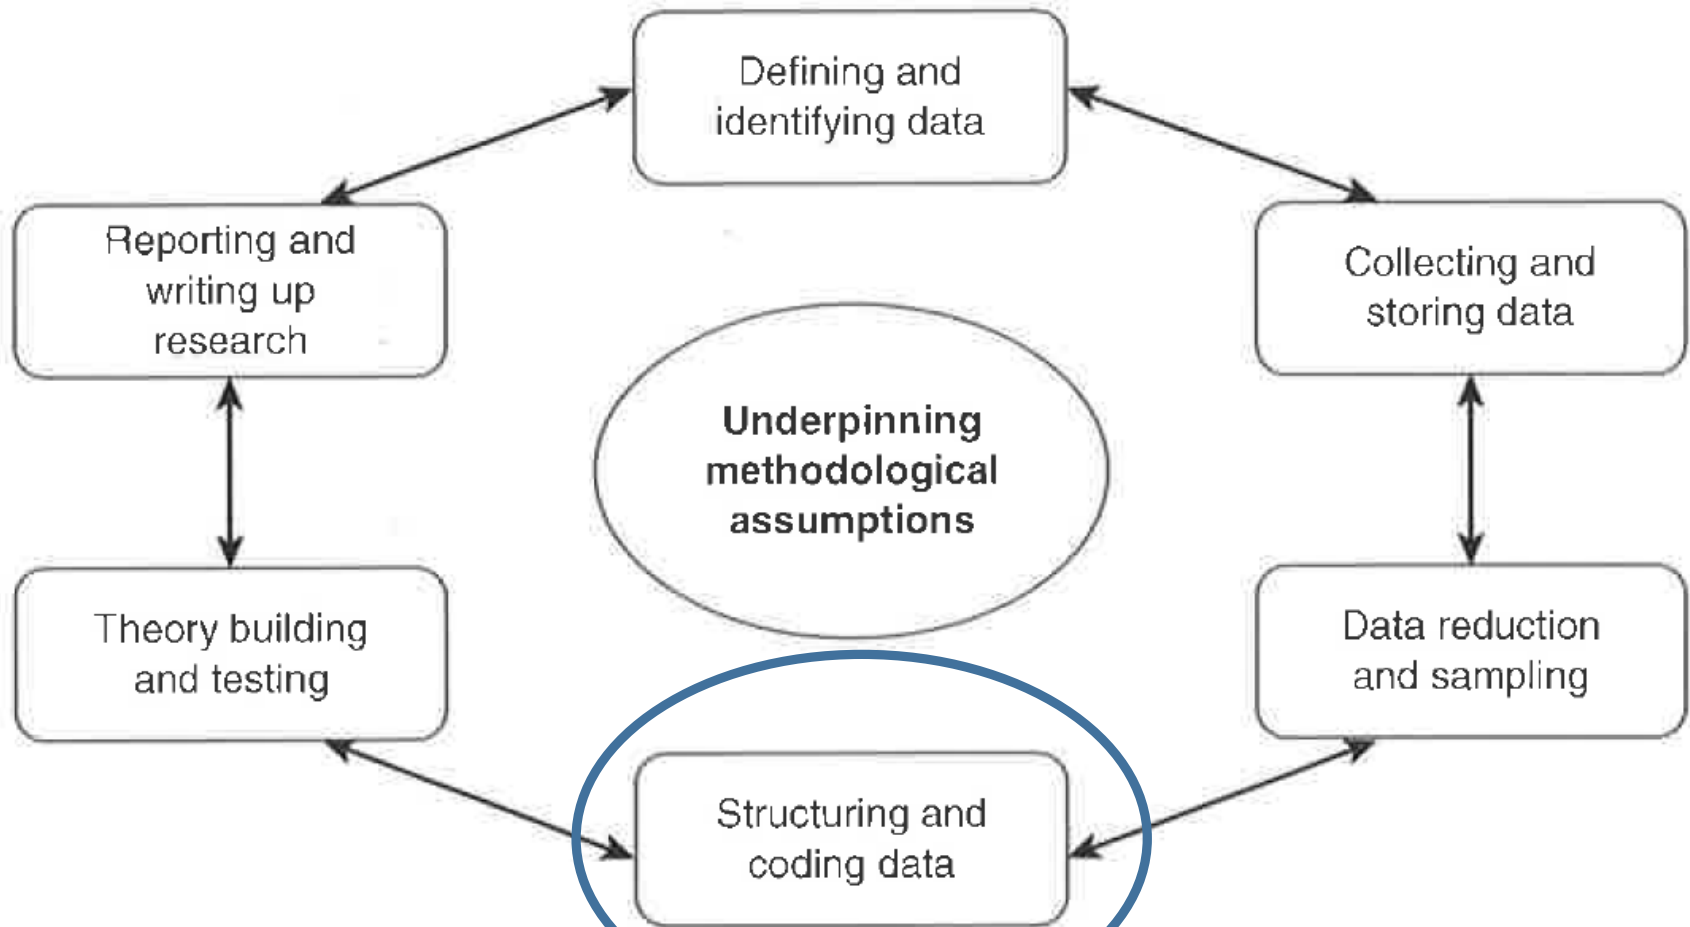 Defining and
identifying data
Reporting and
writing up
research
Collecting and
storing data
Underpinning
methodological
assumptions
Theory building
and testing
Data reduction
and sampling
Structuring and
coding data